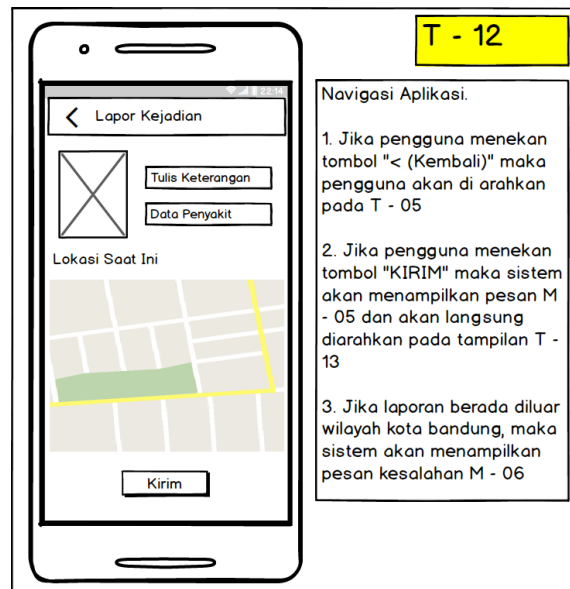 T - 12
22.14
Lapor Kejadian
Tulis Keterangan
Data Penyakit
Lokasi Saat Ini
Kirim
Navigasi Aplikasi.
1. Jika pengguna menekan
tombol "< (Kembali)" maka
pengguna akan di arahkan
pada T - 05
2. Jika pengguna menekan
tombol "KIRIM" maka sistem
akan menampilkan pesan M
- 05 dan akan langsung
diarahkan pada tampilan T -
13
3. Jika laporan berada diluar
wilayah kota bandung, maka
sistem akan menampilkan
pesan kesalahan M - 06